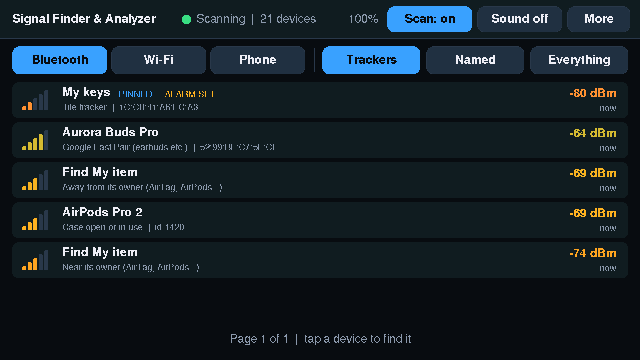 Signal Finder & Analyzer
Scanning | 21 devices
100%
Scan: on
Sound off
More
Bluetooth
Wi-Fi
Phone
Trackers
Named
Everything
My keys PINNED ALARM SET
-80 dBm
Tile tracker |
now
Aurora Buds Pro
-64 dBm
Google Fast Pair (earbuds etc.) |
now
Find My item
-69 dBm
Away from its owner (AirTag, AirPods...)
now
AirPods Pro 2
-69 dBm
Case open or in use | id 1420
now
Find My item
-74 dBm
Near its owner (AirTag, AirPods...)
now
Page 1 of 1 | tap a device to find it